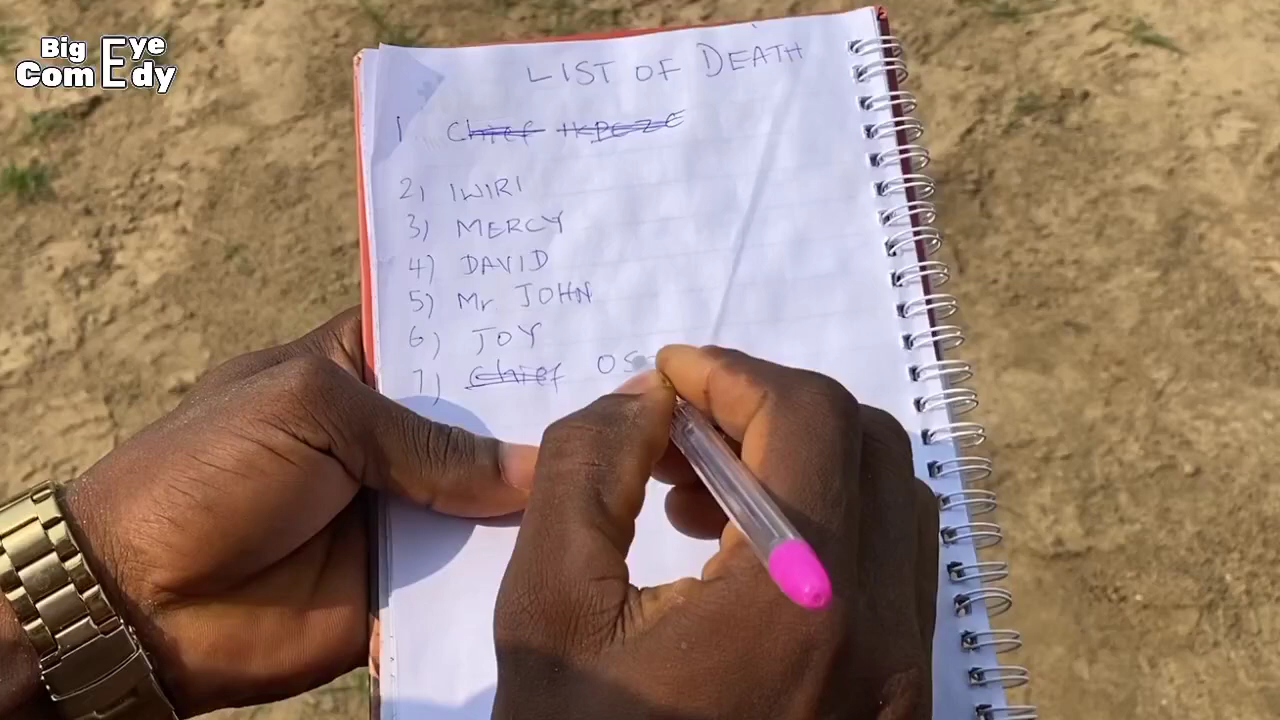 Big Eye
ComEdy
LIST OF DEATH
1 Chief IKPEZE
2) IWIRI
3) MERCY
4) DAVID
5) Mr. JOHN
6) JOY
7) Chief